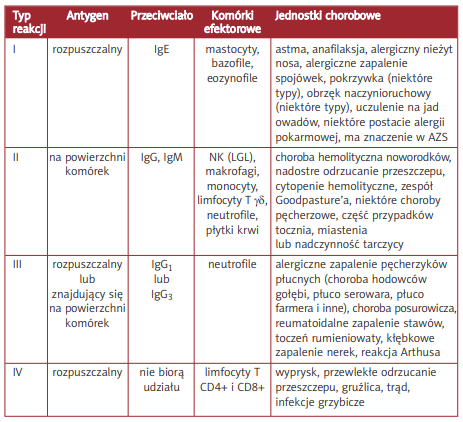 Typ reakcji | Antygen | Przeciwciało | Komórki efektorowe | Jednostki chorobowe
I | rozpuszczalny | IgE | mastocyty, | astma, anafilaksja, alergiczny nieżyt
bazofile, | nosa, alergiczne zapalenie
eozynofile | spojówek, pokrzywka (niektóre
typy), obrzęk naczynioruchowy
(niektóre typy), uczulenie na jad
owadów, niektóre postacie alergii
pokarmowej, ma znaczenie w AZS
II | na powierzchni | IgG, IgM | NK (LGL), | choroba hemolityczna noworodków,
komórek | makrofagi, | nadostre odrzucanie przeszczepu,
monocyty, | cytopenie hemolityczne, zespół
limfocyty T γδ, | Goodpasture’a, niektóre choroby
neutrofile, | pęcherzowe, część przypadków
płytki krwi | tocznia, miastenia
lub nadczynność tarczycy
III | rozpuszczalny | IgG1 | neutrofile | alergiczne zapalenie pęcherzyków
lub | lub | płucnych (choroba hodowców
znajdujący się | IgG3 | gołębi, płuco serowara, płuco
na powierzchni | farmera i inne), choroba posurowicza,
komórek | reumatoidalne zapalenie stawów,
toczeń rumieniowaty, kłębkowe
zapalenie nerek, reakcja Arthusa
IV | rozpuszczalny | nie biorą | limfocyty T | wyprysk, przewlekłe odrzucanie
udziału | CD4+ i CD8+ | przeszczepu, gruźlica, trąd,
infekcje grzybicze